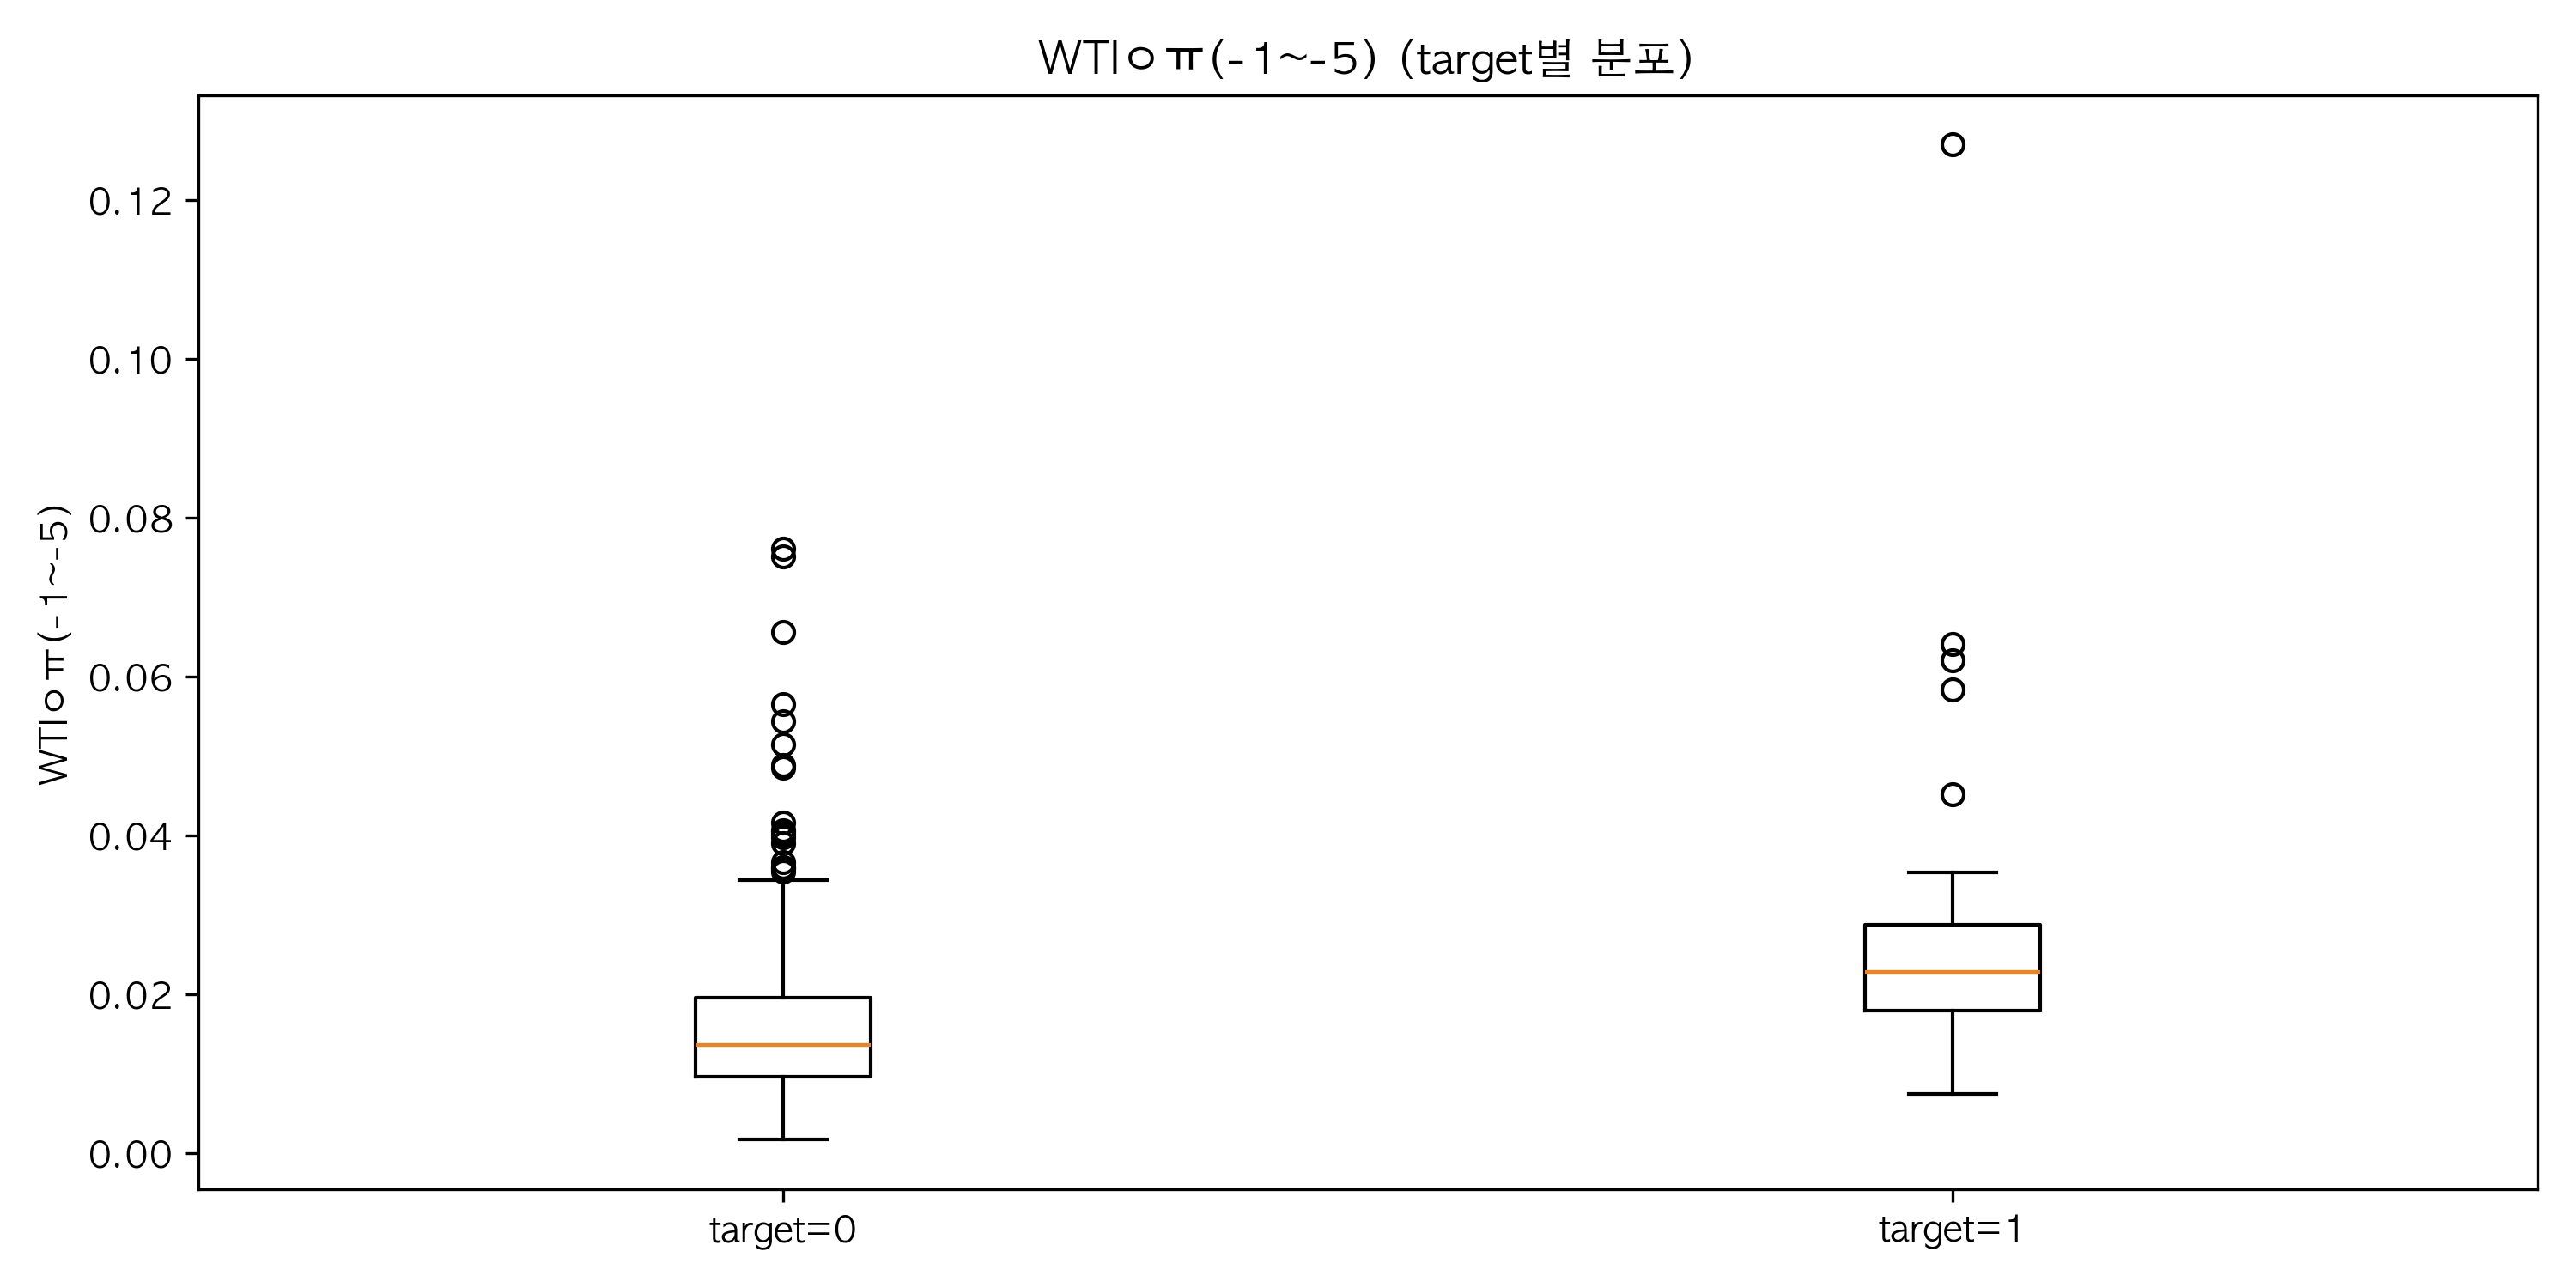 WTIㅇㅠ(-1~-5) (target별 분포)
WTIㅇㅠ(-1~-5)
0.12
0.10
0.08
0.06
0.04
0.02
0.00
target=0
target=1